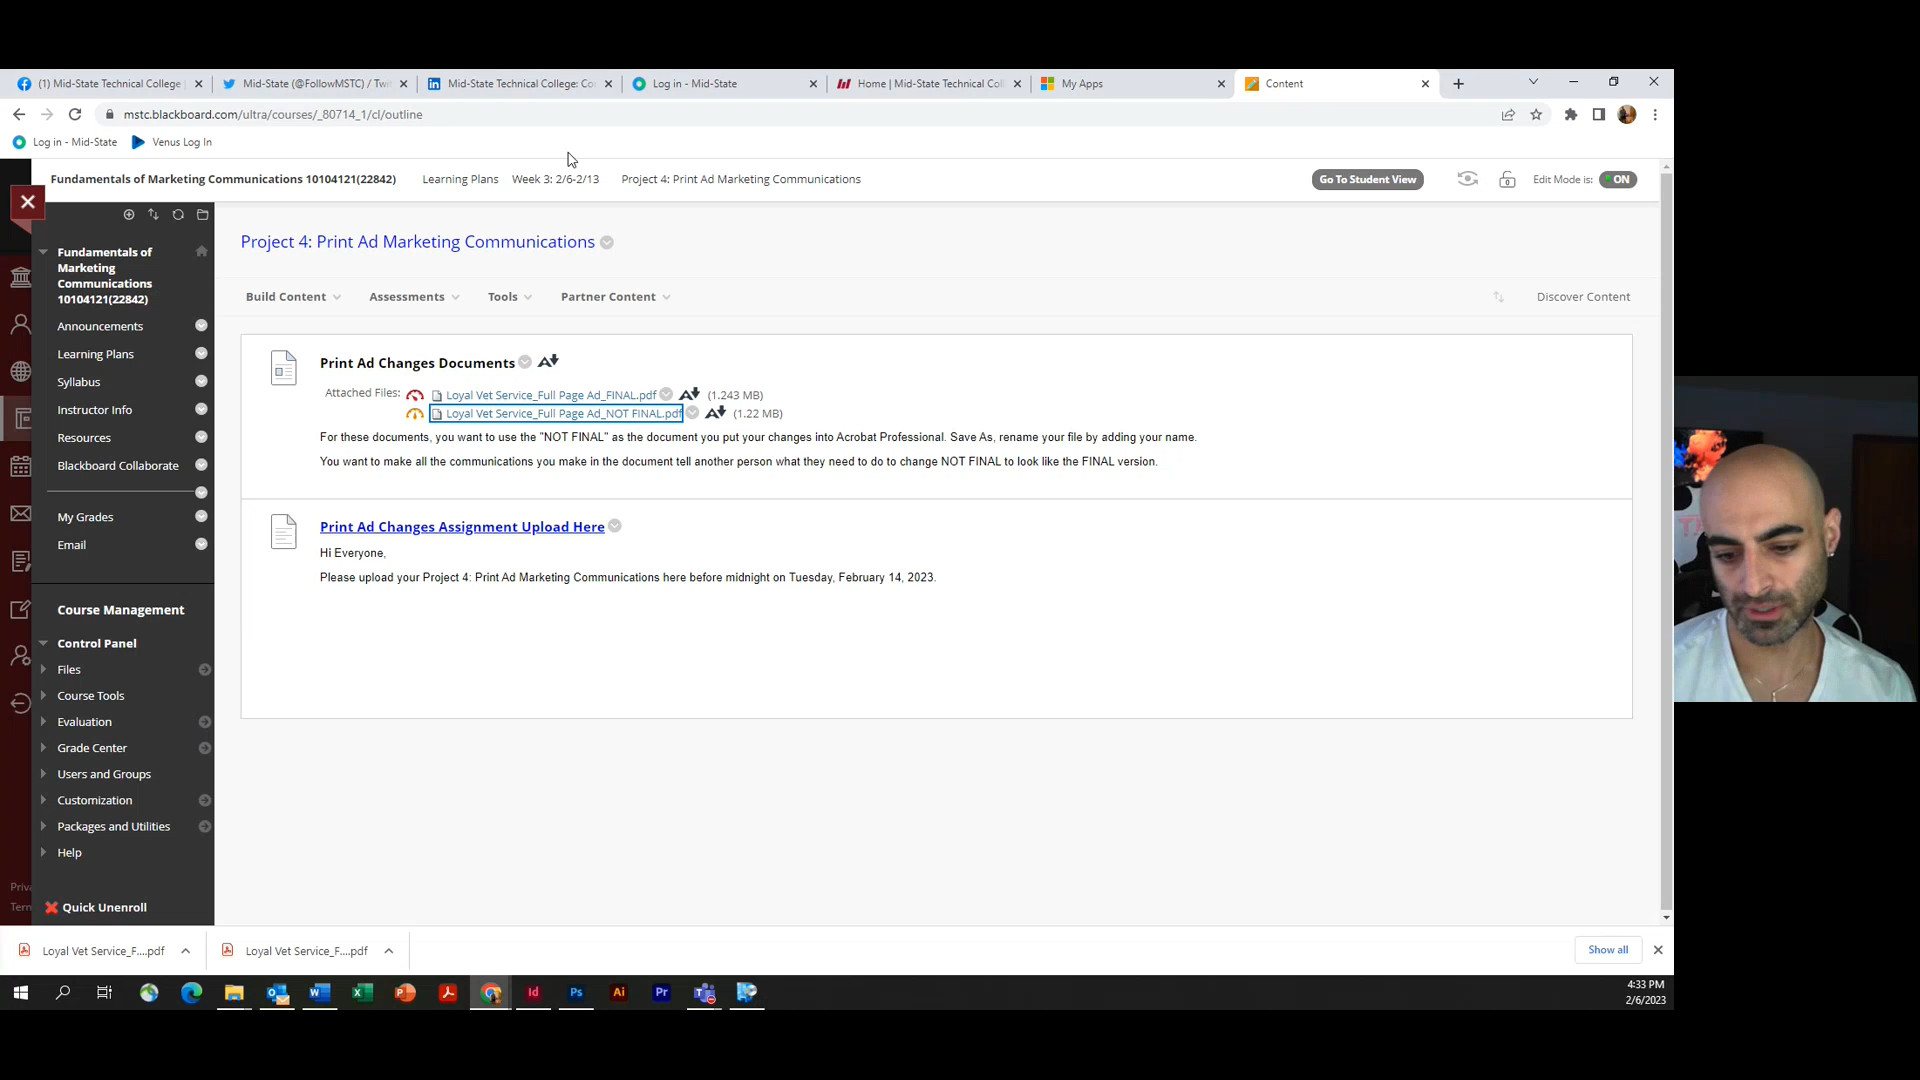 (1) Mid-State Technical College
Mid-State (@FollowMSTC) / Twi
Mid-State Technical College: Co
Log in - Mid-State
Home | Mid-State Technical Coll
My Apps
Content
mstc.blackboard.com/ultra/courses/_80714_1/cl/outline
Log in - Mid-State
Venus Log In
Fundamentals of Marketing Communications 10104121(22842)
Learning Plans
Week 3: 2/6-2/13
Project 4: Print Ad Marketing Communications
Go To Student View
Edit Mode is:
ON
Fundamentals of
Marketing
Communications
10104121(22842)
Announcements
Learning Plans
Syllabus
Instructor Info
Resources
Blackboard Collaborate
My Grades
Email
Course Management
Control Panel
Files
Course Tools
Evaluation
Grade Center
Users and Groups
Customization
Packages and Utilities
Help
Priva
Term
Quick Unenroll
Project 4: Print Ad Marketing Communications
Build Content
Assessments
Tools
Partner Content
Discover Content
Print Ad Changes Documents
Attached Files:
Loyal Vet Service_Full Page Ad_FINAL.pdf
(1.243 MB)
Loyal Vet Service_Full Page Ad_NOT FINAL.pdf
(1.22 MB)
For these documents, you want to use the "NOT FINAL" as the document you put your changes into Acrobat Professional. Save As, rename your file by adding your name.
You want to make all the communications you make in the document tell another person what they need to do to change NOT FINAL to look like the FINAL version.
Print Ad Changes Assignment Upload Here
Hi Everyone,
Please upload your Project 4: Print Ad Marketing Communications here before midnight on Tuesday, February 14, 2023.
Loyal Vet Service_F....pdf
Loyal Vet Service_F....pdf
Show all
Id
Ps
Ai
Pr
4:33 PM
2/6/2023